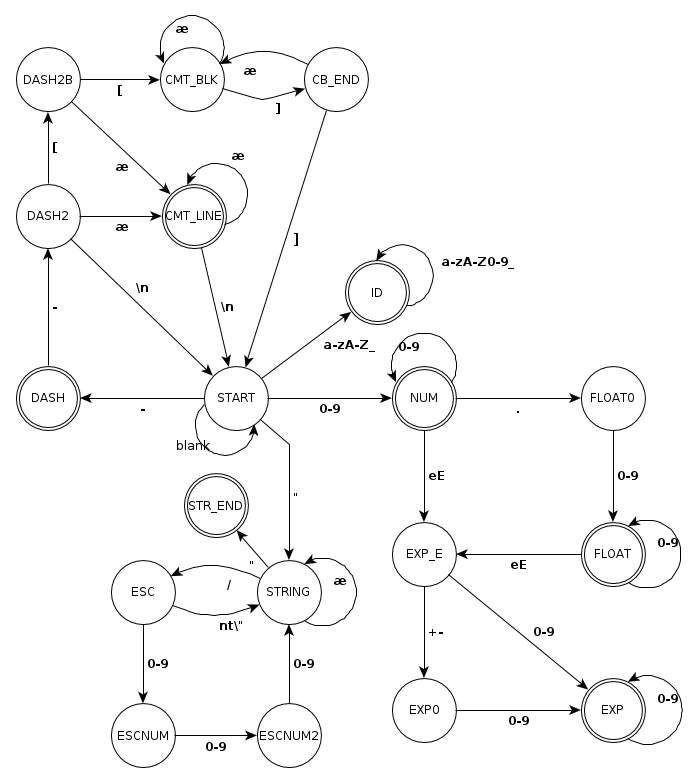 æ
DASH2B
[
CMT_BLK
æ
CB_END
]
[
æ
æ
DASH2
æ
CMT_LINE
]
a-zA-Z0-9_
\n
ID
-
\n
a-zA-Z_
0-9
DASH
-
START
0-9
NUM
.
FLOAT0
blank
eE
0-9
STR_END
"
EXP_E
eE
FLOAT
0-9
"
ESC
/
STRING
æ
nt\"
+-
0-9
0-9
0-9
EXP0
0-9
EXP
0-9
ESCNUM
0-9
ESCNUM2